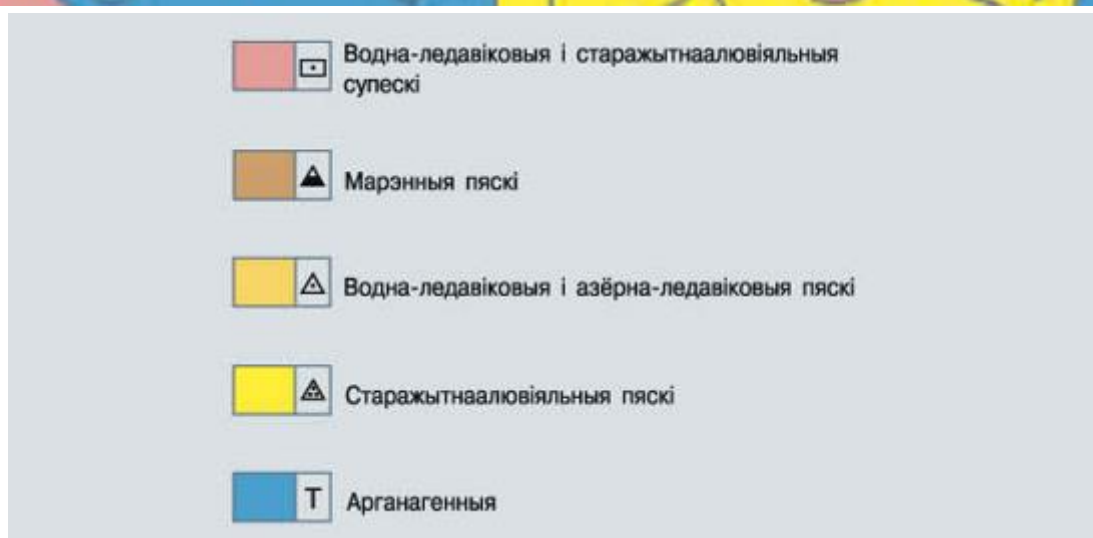 Водна-ледавіковыя і старажытнаалювіяльныя
супескі
Марэнныя пяскі
Водна-ледавіковыя і азёрна-ледавіковыя пяскі
Старажытнаалювіяльныя пяскі
Т Арганагенныя